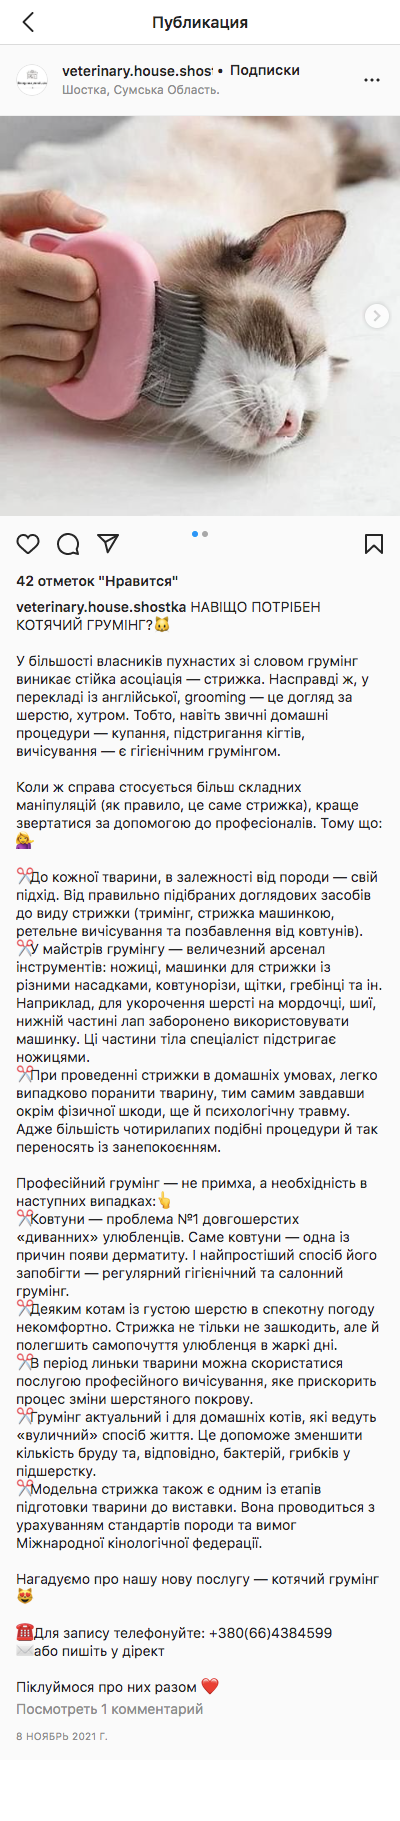 Публикация
veterinary.house.shos • Подписки
Шостка, Сумська Область.
42 отметок "Нравится"
veterinary.house.shostka НАВІЩО ПОТРІБЕН
КОТЯЧИЙ ГРУМІНГ?🐱
У більшості власників пухнастих зі словом грумінг
виникає стійка асоціація — стрижка. Насправді ж, у
перекладі із англійської, grooming — це догляд за
шерстю, хутром. Тобто, навіть звичні домашні
процедури — купання, підстригання кігтів,
вичісування — є гігієнічним грумінгом.
Коли ж справа стосується більш складних
маніпуляцій (як правило, це саме стрижка), краще
звертатися за допомогою до професіоналів. Тому що:
💁‍♀️
✂️До кожної тварини, в залежності від породи — свій
підхід. Від правильно підібраних доглядових засобів
до виду стрижки (тримінг, стрижка машинкою,
ретельне вичісування та позбавлення від ковтунів).
✂️У майстрів грумінгу — величезний арсенал
інструментів: ножиці, машинки для стрижки із
різними насадками, ковтунорізи, щітки, гребінці та ін.
Наприклад, для укорочення шерсті на мордочці, шиї,
нижній частині лап заборонено використовувати
машинку. Ці частини тіла спеціаліст підстригає
ножицями.
✂️При проведенні стрижки в домашніх умовах, легко
випадково поранити тварину, тим самим завдавши
окрім фізичної шкоди, ще й психологічну травму.
Адже більшість чотирилапих подібні процедури й так
переносять із занепокоєнням.
Професійний грумінг — не примха, а необхідність в
наступних випадках:👆
✂️Ковтуни — проблема №1 довгошерстих
«диванних» улюбленців. Саме ковтуни — одна із
причин появи дерматиту. І найпростіший спосіб його
запобігти — регулярний гігієнічний та салонний
грумінг.
✂️Деяким котам із густою шерстю в спекотну погоду
некомфортно. Стрижка не тільки не зашкодить, але й
полегшить самопочуття улюбленця в жаркі дні.
✂️В період линьки тварини можна скористатися
послугою професійного вичісування, яке прискорить
процес зміни шерстяного покрову.
✂️Грумінг актуальний і для домашніх котів, які ведуть
«вуличний» спосіб життя. Це допоможе зменшити
кількість бруду та, відповідно, бактерій, грибків у
підшерстку.
✂️Модельна стрижка також є одним із етапів
підготовки тварини до виставки. Вона проводиться з
урахуванням стандартів породи та вимог
Міжнародної кінологічної федерації.
Нагадуємо про нашу нову послугу — котячий грумінг
😻
☎️Для запису телефонуйте: +380(66)4384599
✉️або пишіть у дірект
Піклуймося про них разом ❤️
Посмотреть 1 комментарий
8 НОЯБРЬ 2021 Г.